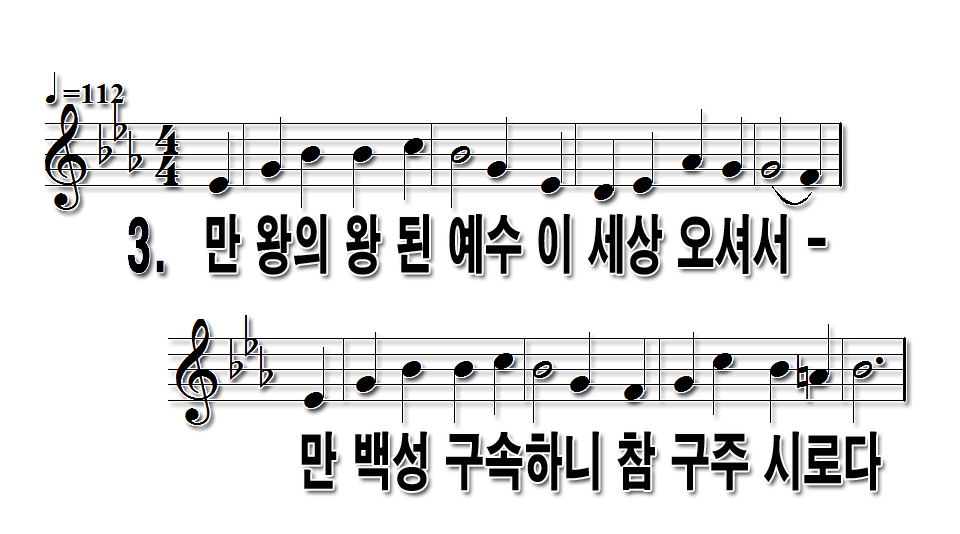 ♩=112
3. 만 왕의 왕 된 예수 이 세상 오셔서 -
만 백성 구속하니 참 구주 시로다